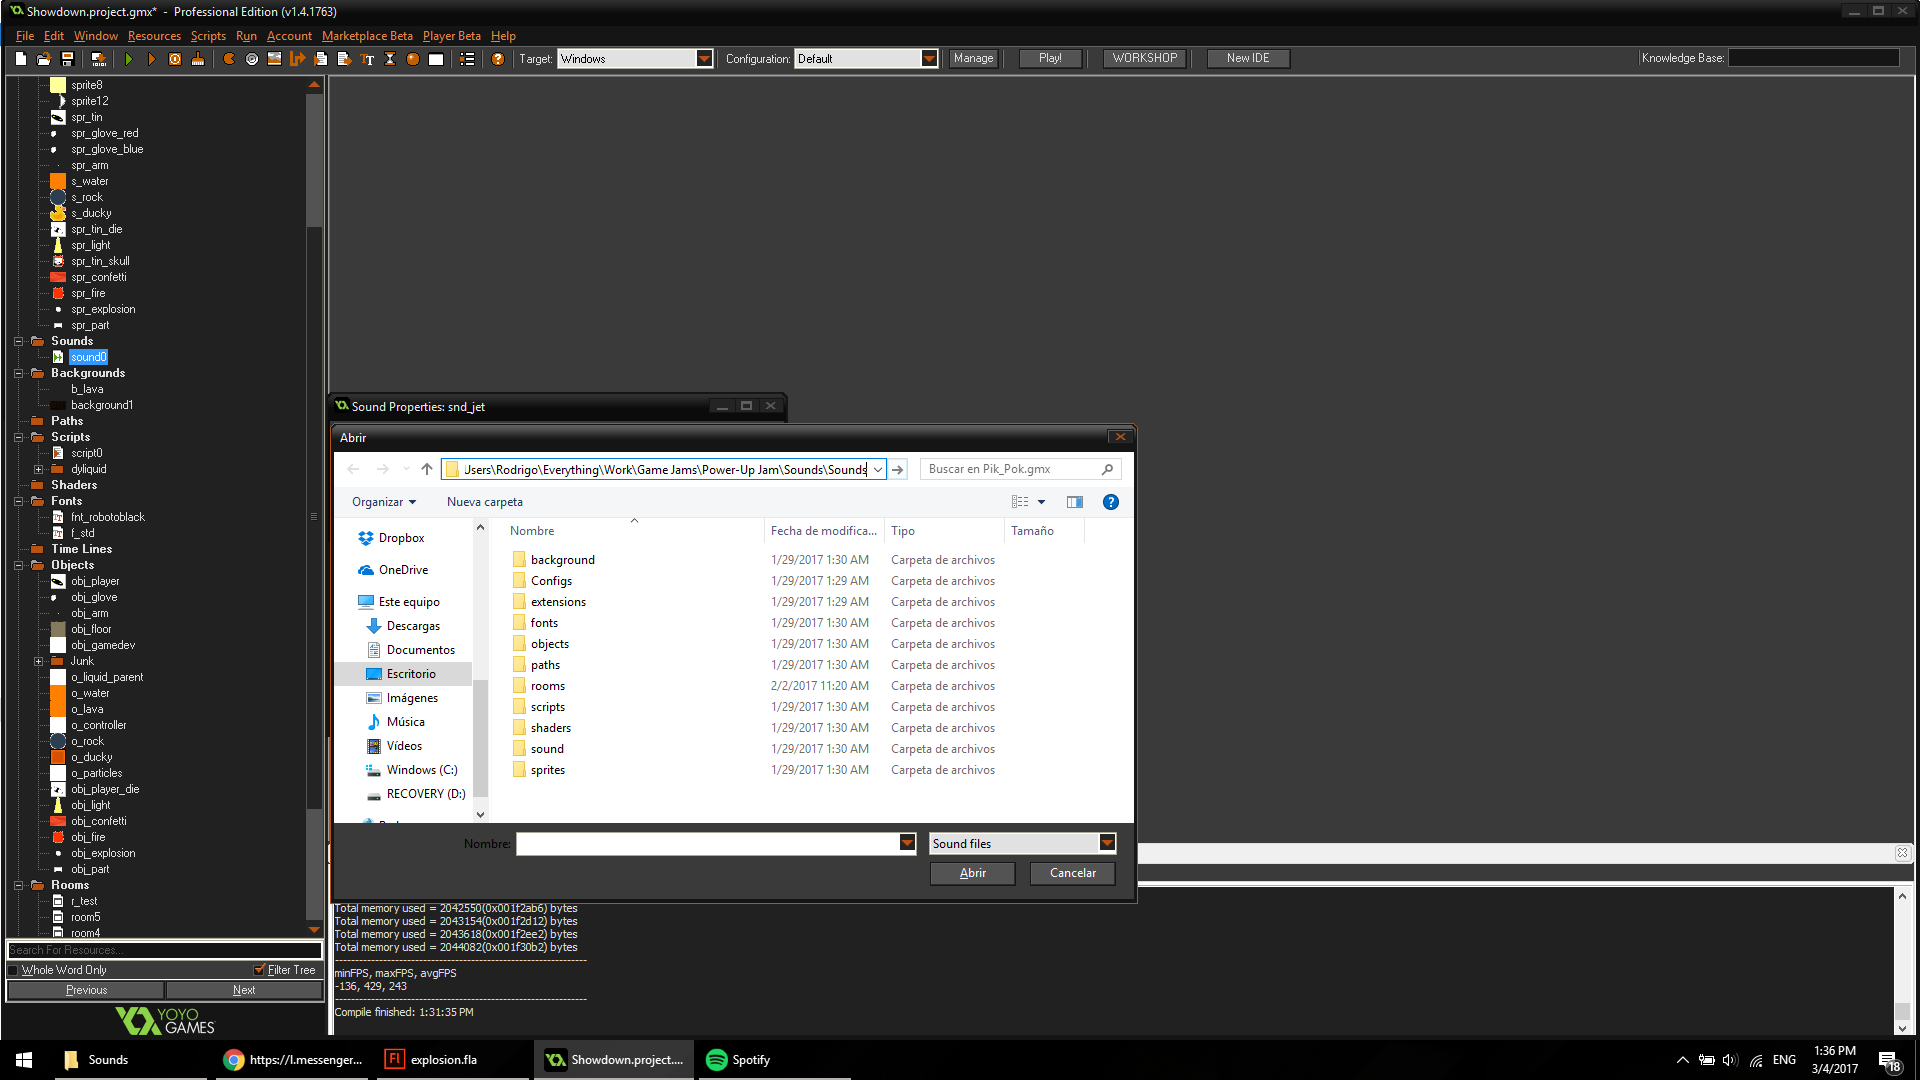 Showdown.project.gmx* - Professional Edition (v1.4.1763)
File Edit Window Resources Scripts Run Account Marketplace Beta Player Beta Help
Target: Windows Configuration: Default Manage Play! WORKSHOP New IDE Knowledge Base:
sprite8
sprite12
spr_tin
spr_glove_red
spr_glove_blue
spr_arm
s_water
s_rock
s_ducky
spr_tin_die
spr_light
spr_tin_skull
spr_confetti
spr_fire
spr_explosion
spr_part
Sounds
sound0
Backgrounds
b_lava
background1
Paths
Scripts
script0
dyliquid
Shaders
Fonts
fnt_robotoblack
f_std
Time Lines
Objects
obj_player
obj_glove
obj_arm
obj_floor
obj_gamedev
Junk
o_liquid_parent
o_water
o_lava
o_controller
o_rock
o_ducky
o_particles
obj_player_die
obj_light
obj_confetti
obj_fire
obj_explosion
obj_part
Rooms
r_test
room5
room4
Search For Resources...
Whole Word Only Filter Tree
Previous Next
YOYO
GAMES
Sound Properties: snd_jet
Abrir
Users\Rodrigo\Everything\Work\Game Jams\Power-Up Jam\Sounds\Sounds Buscar en Pik_Pok.gmx
Organizar Nueva carpeta
Dropbox
OneDrive
Este equipo
Descargas
Documentos
Escritorio
Imágenes
Música
Vídeos
Windows (C:)
RECOVERY (D:)
Nombre Fecha de modifica... Tipo Tamaño
background 1/29/2017 1:30 AM Carpeta de archivos
Configs 1/29/2017 1:29 AM Carpeta de archivos
extensions 1/29/2017 1:29 AM Carpeta de archivos
fonts 1/29/2017 1:30 AM Carpeta de archivos
objects 1/29/2017 1:30 AM Carpeta de archivos
paths 1/29/2017 1:30 AM Carpeta de archivos
rooms 2/2/2017 11:20 AM Carpeta de archivos
scripts 1/29/2017 1:30 AM Carpeta de archivos
shaders 1/29/2017 1:30 AM Carpeta de archivos
sound 1/29/2017 1:30 AM Carpeta de archivos
sprites 1/29/2017 1:30 AM Carpeta de archivos
Nombre: Sound files
Abrir Cancelar
Total memory used = 2042550(0x001f2ab6) bytes
Total memory used = 2043154(0x001f2d12) bytes
Total memory used = 2043618(0x001f2ee2) bytes
Total memory used = 2044082(0x001f30b2) bytes
minFPS, maxFPS, avgFPS
-136, 429, 243
Compile finished: 1:31:35 PM
Sounds https://l.messenger... explosion.fla Showdown.project.... Spotify ENG 1:36 PM
3/4/2017 18